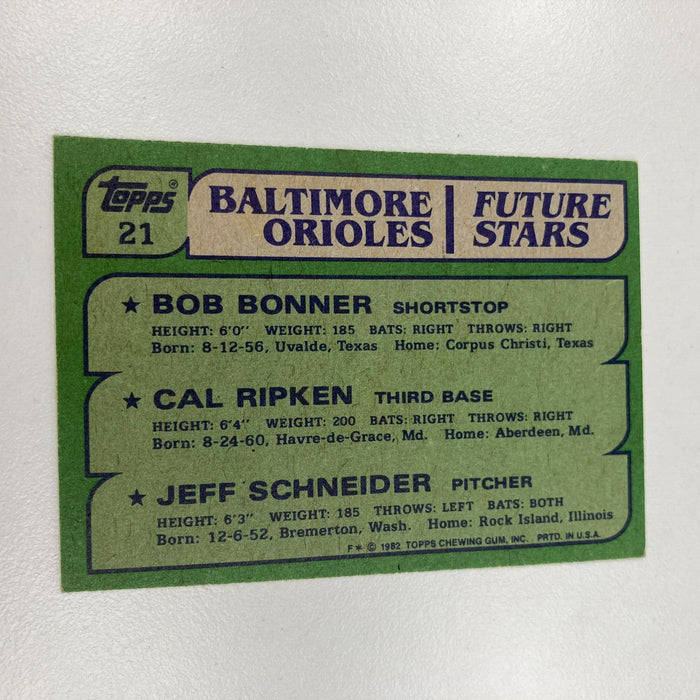 Topps®
21
BALTIMORE ORIOLES | FUTURE STARS
★ BOB BONNER SHORTSTOP
HEIGHT: 6'0" WEIGHT: 185 BATS: RIGHT THROWS: RIGHT
Born: 8-12-56, Uvalde, Texas Home: Corpus Christi, Texas
★ CAL RIPKEN THIRD BASE
HEIGHT: 6'4" WEIGHT: 200 BATS: RIGHT THROWS: RIGHT
Born: 8-24-60, Havre-de-Grace, Md. Home: Aberdeen, Md.
★ JEFF SCHNEIDER PITCHER
HEIGHT: 6'3" WEIGHT: 185 THROWS: LEFT BATS: BOTH
Born: 12-6-52, Bremerton, Wash. Home: Rock Island, Illinois
F* © 1982 TOPPS CHEWING GUM, INC. PRTD. IN U.S.A.